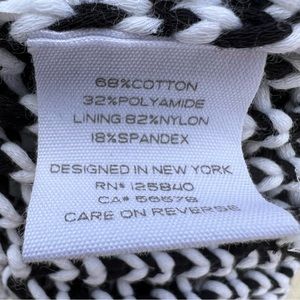 68%COTTON
32%POLYAMIDE
LINING 82%NYLON
18%SPANDEX
DESIGNED IN NEW YORK
RN# 125840
CA# 56578
CARE ON REVERSE